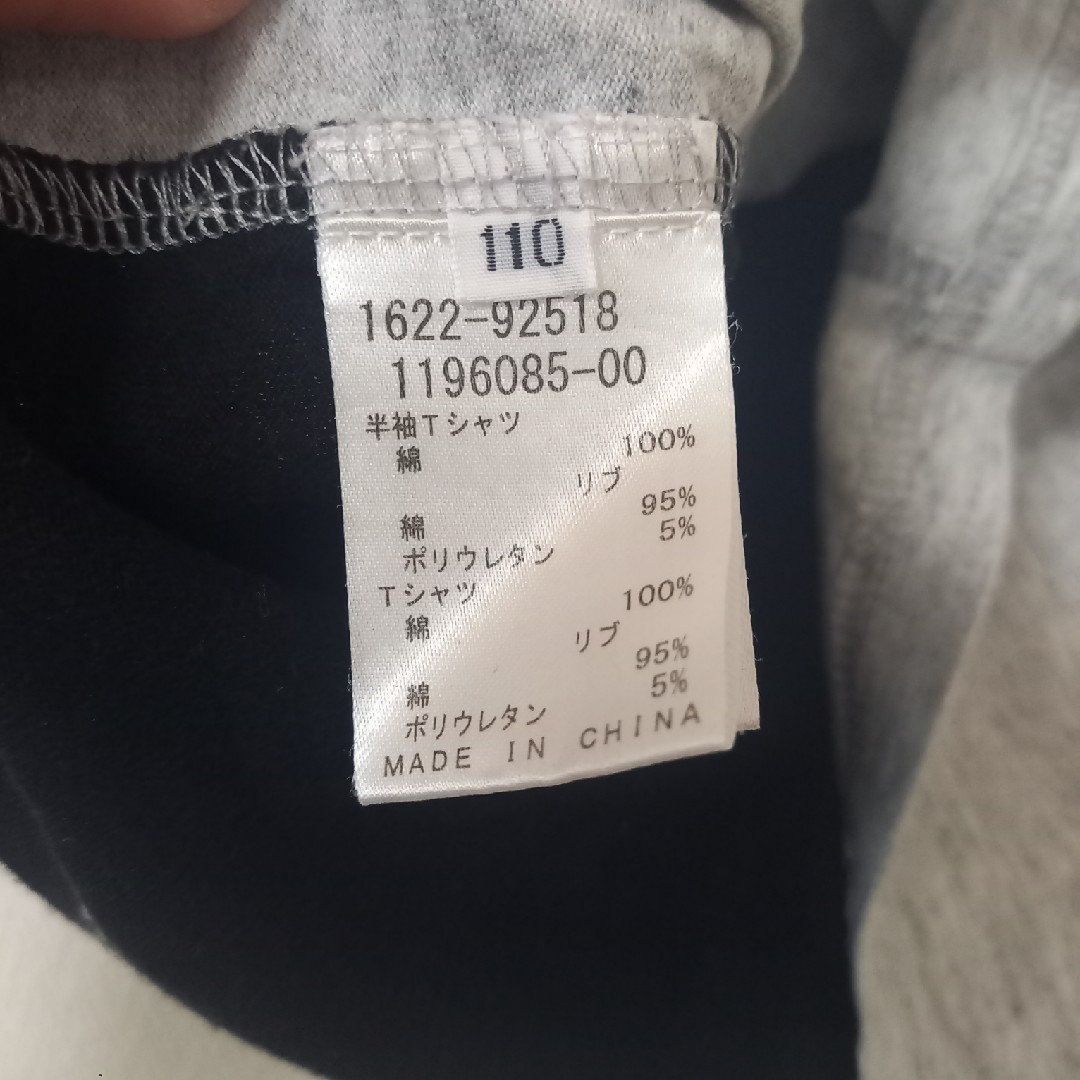 110
1622-92518
1196085-00
半袖Tシャツ
綿 100%
リブ
綿 95%
ポリウレタン 5%
Tシャツ
綿 100%
リブ
綿 95%
ポリウレタン 5%
MADE IN CHINA